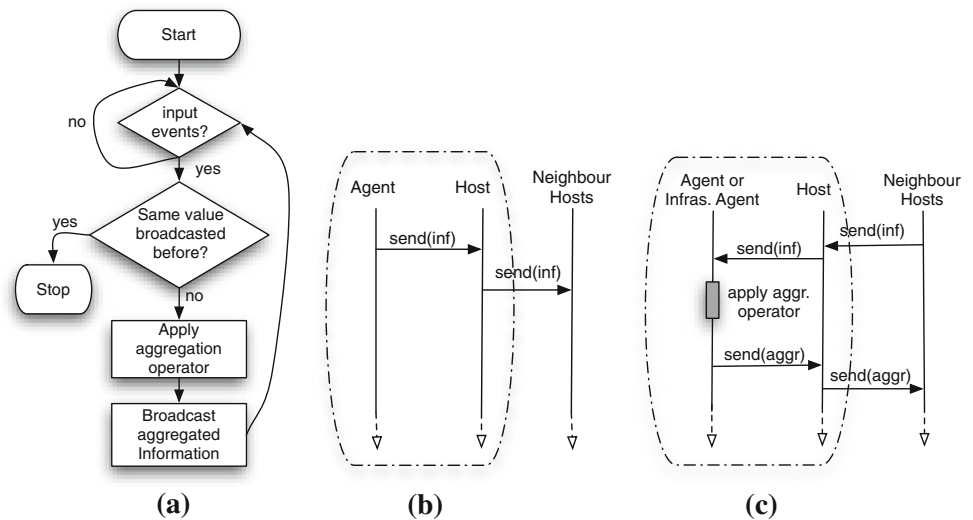 Start
input
events?
no
yes
Same value
broadcasted
before?
yes
Stop
no
Apply
aggregation
operator
Broadcast
aggregated
Information
(a)
Agent
Host
Neighbour
Hosts
send(inf)
send(inf)
(b)
Agent or
Infras. Agent
Host
Neighbour
Hosts
send(inf)
send(inf)
apply aggr.
operator
send(aggr)
send(aggr)
(c)